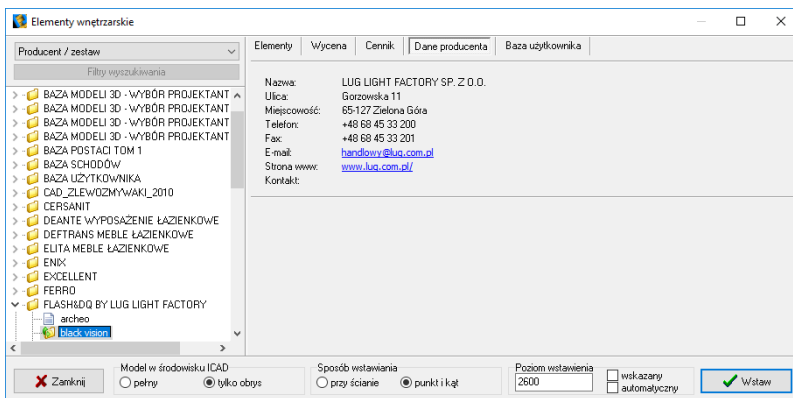 Elementy wnętrzarskie
Producent / zestaw
Filtry wyszukiwania
BAZA MODELI 3D - WYBÓR PROJEKTANT
BAZA MODELI 3D - WYBÓR PROJEKTANT
BAZA MODELI 3D - WYBÓR PROJEKTANT
BAZA MODELI 3D - WYBÓR PROJEKTANT
BAZA POSTACI TOM 1
BAZA SCHODÓW
BAZA UŻYTKOWNIKA
CAD_ZLEWOZMYWAKI_2010
CERSANIT
DEANTE WYPOSAŻENIE ŁAZIENKOWE
DEFTRANS MEBLE ŁAZIENKOWE
ELITA MEBLE ŁAZIENKOWE
ENIX
EXCELLENT
FERRO
FLASH&DQ BY LUG LIGHT FACTORY
archeo
black vision
Elementy Wycena Cennik Dane producenta Baza użytkownika
Nazwa: LUG LIGHT FACTORY SP. Z O.O.
Ulica: Gorzowska 11
Miejscowość: 65-127 Zielona Góra
Telefon: +48 68 45 33 200
Fax: +48 68 45 33 201
E-mail: handlowy@lug.com.pl
Strona www: www.lug.com.pl/
Kontakt:
Zamknij
Model w środowisku ICAD
pełny tylko obrys
Sposób wstawiania
przy ścianie punkt i kąt
Poziom wstawienia
2600
wskazany
automatyczny
Wstaw